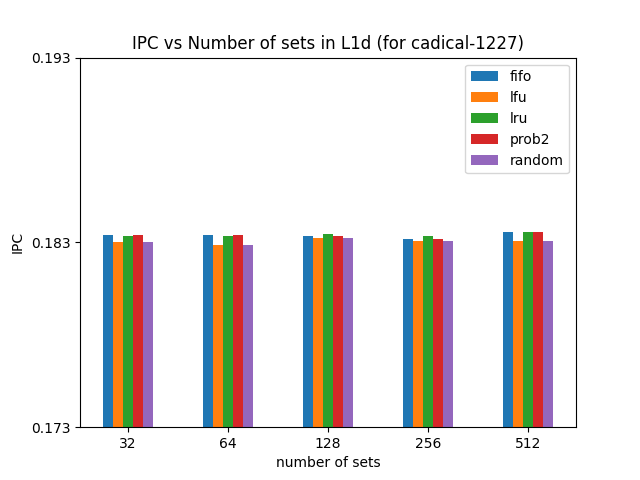 IPC vs Number of sets in L1d (for cadical-1227)
0.193
0.183
0.173
IPC
fifo
lfu
lru
prob2
random
32 64 128 256 512
number of sets